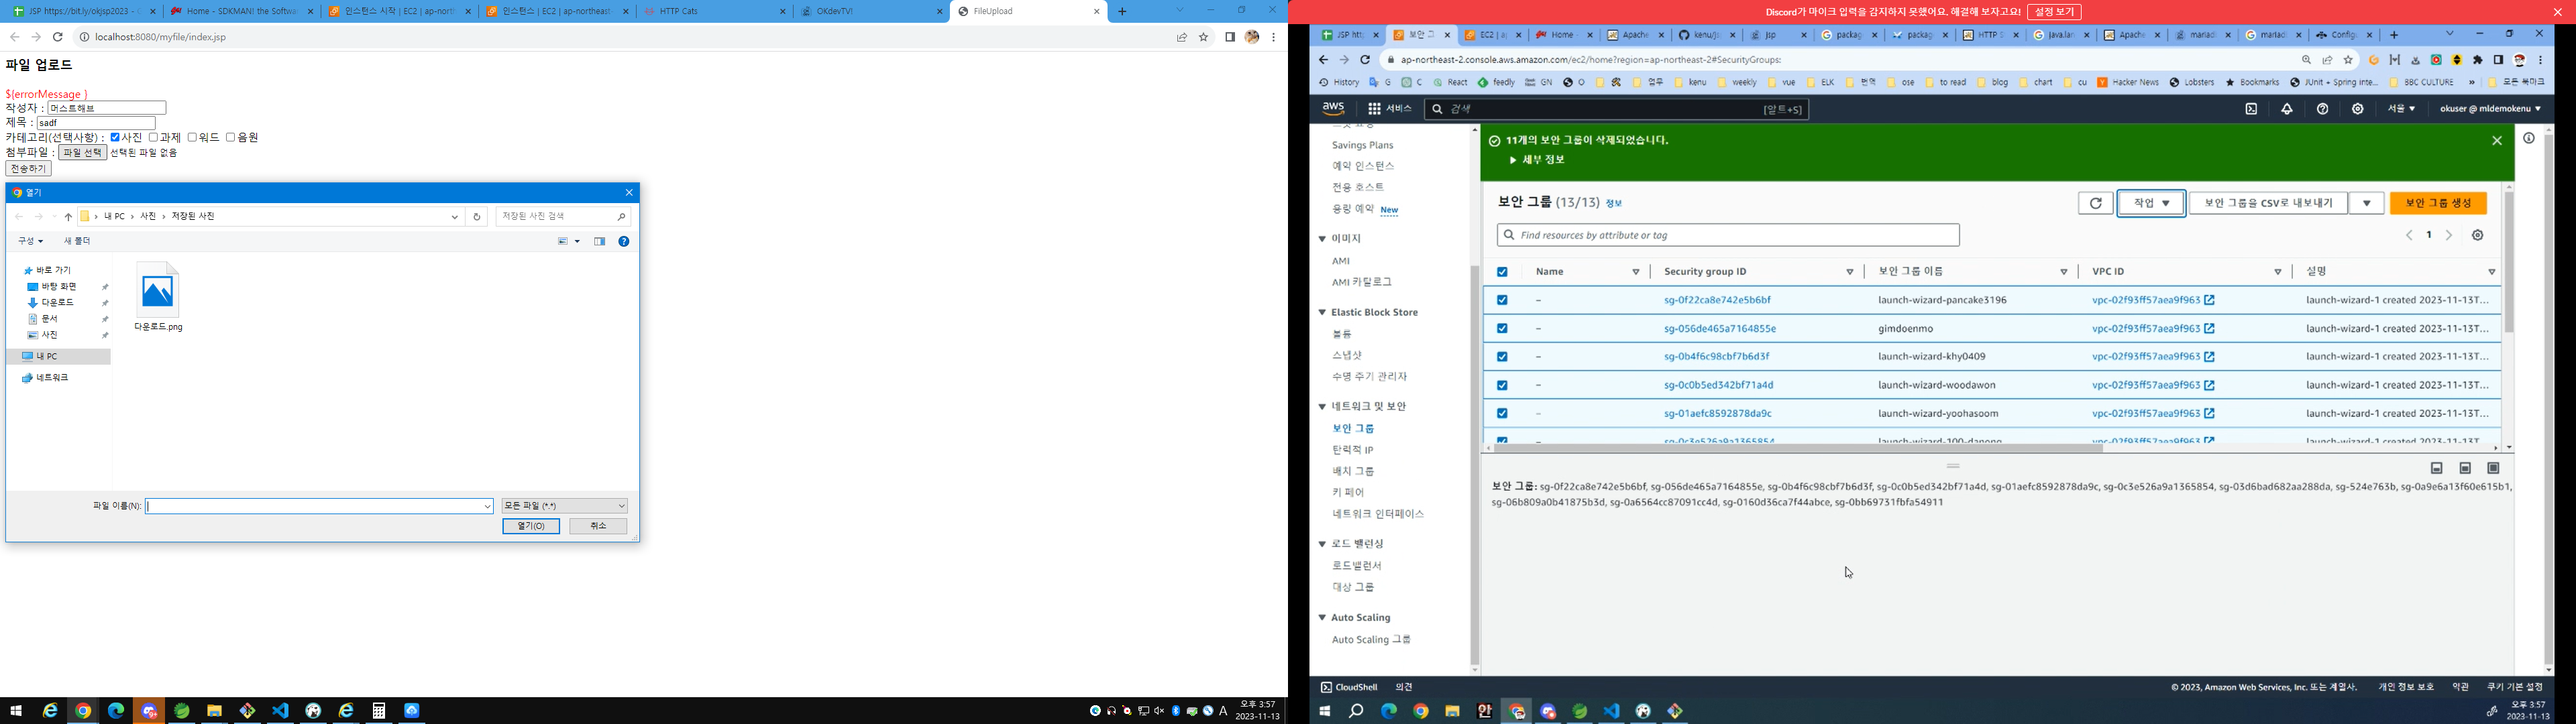 JSP https://bit.ly/okjsp2023 - G
Home - SDKMAN! the Softwa
인스턴스 시작 | EC2 | ap-north
인스턴스 | EC2 | ap-northeast-
HTTP Cats
OKdevTV!
FileUpload
localhost:8080/myfile/index.jsp
파일 업로드
${errorMessage }
작성자 : 머스트해브
제목 : sadf
카테고리(선택사항) : 사진 과제 워드 음원
첨부파일 : 파일 선택 선택된 파일 없음
전송하기
열기
내 PC > 사진 > 저장된 사진
저장된 사진 검색
구성
새 폴더
바로 가기
바탕 화면
다운로드
문서
사진
내 PC
네트워크
다운로드.png
파일 이름(N):
모든 파일 (*.*)
열기(O)
취소
A
오후 3:57
2023-11-13
Discord가 마이크 입력을 감지하지 못했어요. 해결해 보자고요!
설정 보기
JSP http
보안 그
EC2 | a
Home -
Apache
kenu/js
Jsp
packag
packag
HTTP S
java.lan
Apache
mariad
mariad
Config
ap-northeast-2.console.aws.amazon.com/ec2/home?region=ap-northeast-2#SecurityGroups:
History
G
C
React
feedly
GN
O
업무
kenu
weekly
vue
ELK
번역
ose
to read
blog
chart
cu
Hacker News
Lobsters
Bookmarks
JUnit + Spring inte...
BBC CULTURE
»
모든 북마크
aws
서비스
검색
[알트+S]
서울
okuser @ mldemokenu
Savings Plans
예약 인스턴스
전용 호스트
용량 예약 New
이미지
AMI
AMI 카탈로그
Elastic Block Store
볼륨
스냅샷
수명 주기 관리자
네트워크 및 보안
보안 그룹
탄력적 IP
배치 그룹
키 페어
네트워크 인터페이스
로드 밸런싱
로드밸런서
대상 그룹
Auto Scaling
Auto Scaling 그룹
11개의 보안 그룹이 삭제되었습니다.
세부 정보
보안 그룹 (13/13) 정보
작업
보안 그룹을 CSV로 내보내기
보안 그룹 생성
Find resources by attribute or tag
1
Name
Security group ID
보안 그룹 이름
VPC ID
설명
– sg-0f22ca8e742e5b6bf launch-wizard-pancake3196 vpc-02f93ff57aea9f963 launch-wizard-1 created 2023-11-13T...
– sg-056de465a7164855e gimdoenmo vpc-02f93ff57aea9f963 launch-wizard-1 created 2023-11-13T...
– sg-0b4f6c98cbf7b6d3f launch-wizard-khy0409 vpc-02f93ff57aea9f963 launch-wizard-1 created 2023-11-13T...
– sg-0c0b5ed342bf71a4d launch-wizard-woodawon vpc-02f93ff57aea9f963 launch-wizard-1 created 2023-11-13T...
– sg-01aefc8592878da9c launch-wizard-yoohasoom vpc-02f93ff57aea9f963 launch-wizard-1 created 2023-11-13T...
– sg-0c3e526a9a1365854 launch-wizard-100-danong vpc-02f93ff57aea9f963 launch-wizard-1 created 2023-11-13T
보안 그룹: sg-0f22ca8e742e5b6bf, sg-056de465a7164855e, sg-0b4f6c98cbf7b6d3f, sg-0c0b5ed342bf71a4d, sg-01aefc8592878da9c, sg-0c3e526a9a1365854, sg-03d6bad682aa288da, sg-524e763b, sg-0a9e6a13f60e615b1,
sg-06b809a0b41875b3d, sg-0a6564cc87091cc4d, sg-0160d36ca7f44abce, sg-0bb69731fbfa54911
CloudShell
의견
© 2023, Amazon Web Services, Inc. 또는 계열사.
개인 정보 보호
약관
쿠키 기본 설정
오후 3:57
2023-11-13